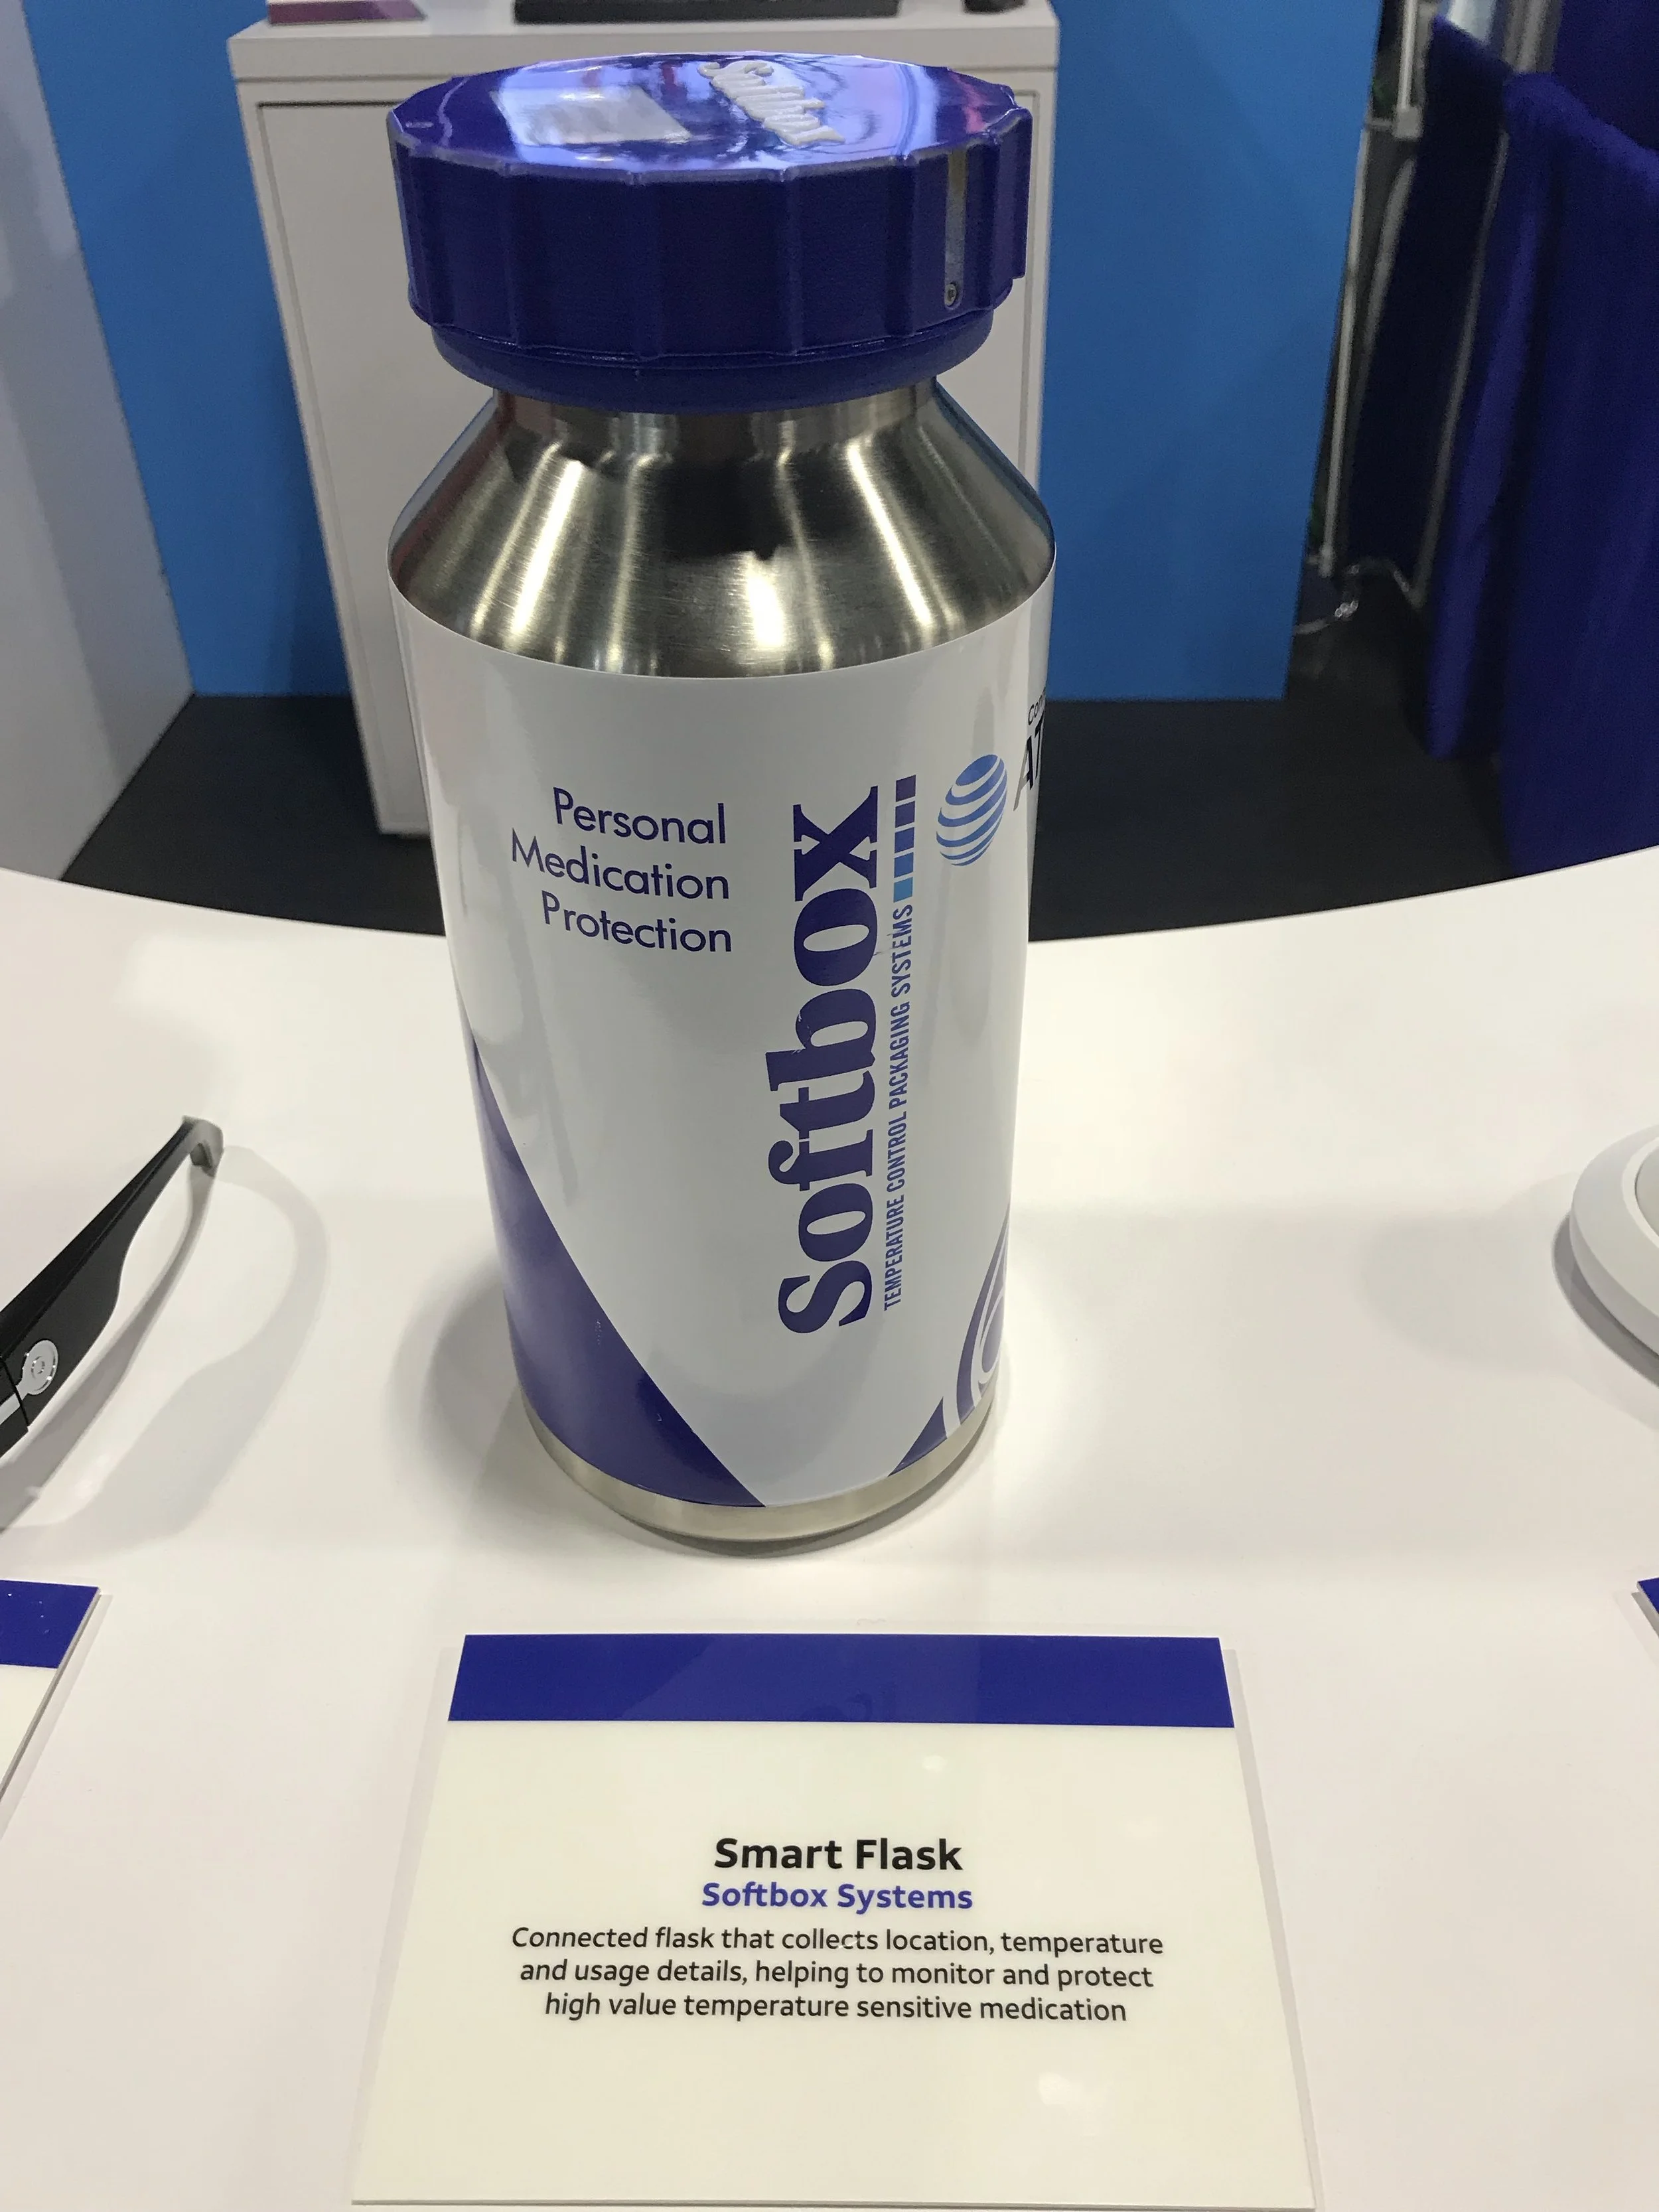 Softbox
Personal
Medication
Protection
Softbox
TEMPERATURE CONTROL PACKAGING SYSTEMS
Smart Flask
Softbox Systems
Connected flask that collects location, temperature
and usage details, helping to monitor and protect
high value temperature sensitive medication